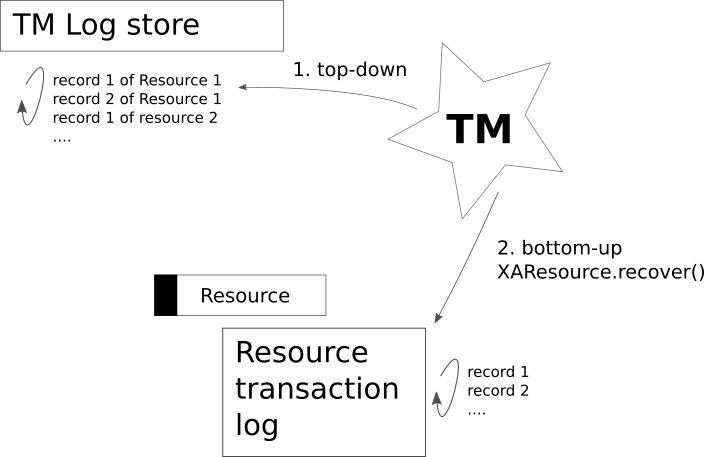 TM Log store
1. top-down
record 1 of Resource 1
record 2 of Resource 1
record 1 of resource 2
....
TM
2. bottom-up
XAResource.recover()
Resource
Resource
transaction
log
record 1
record 2
....